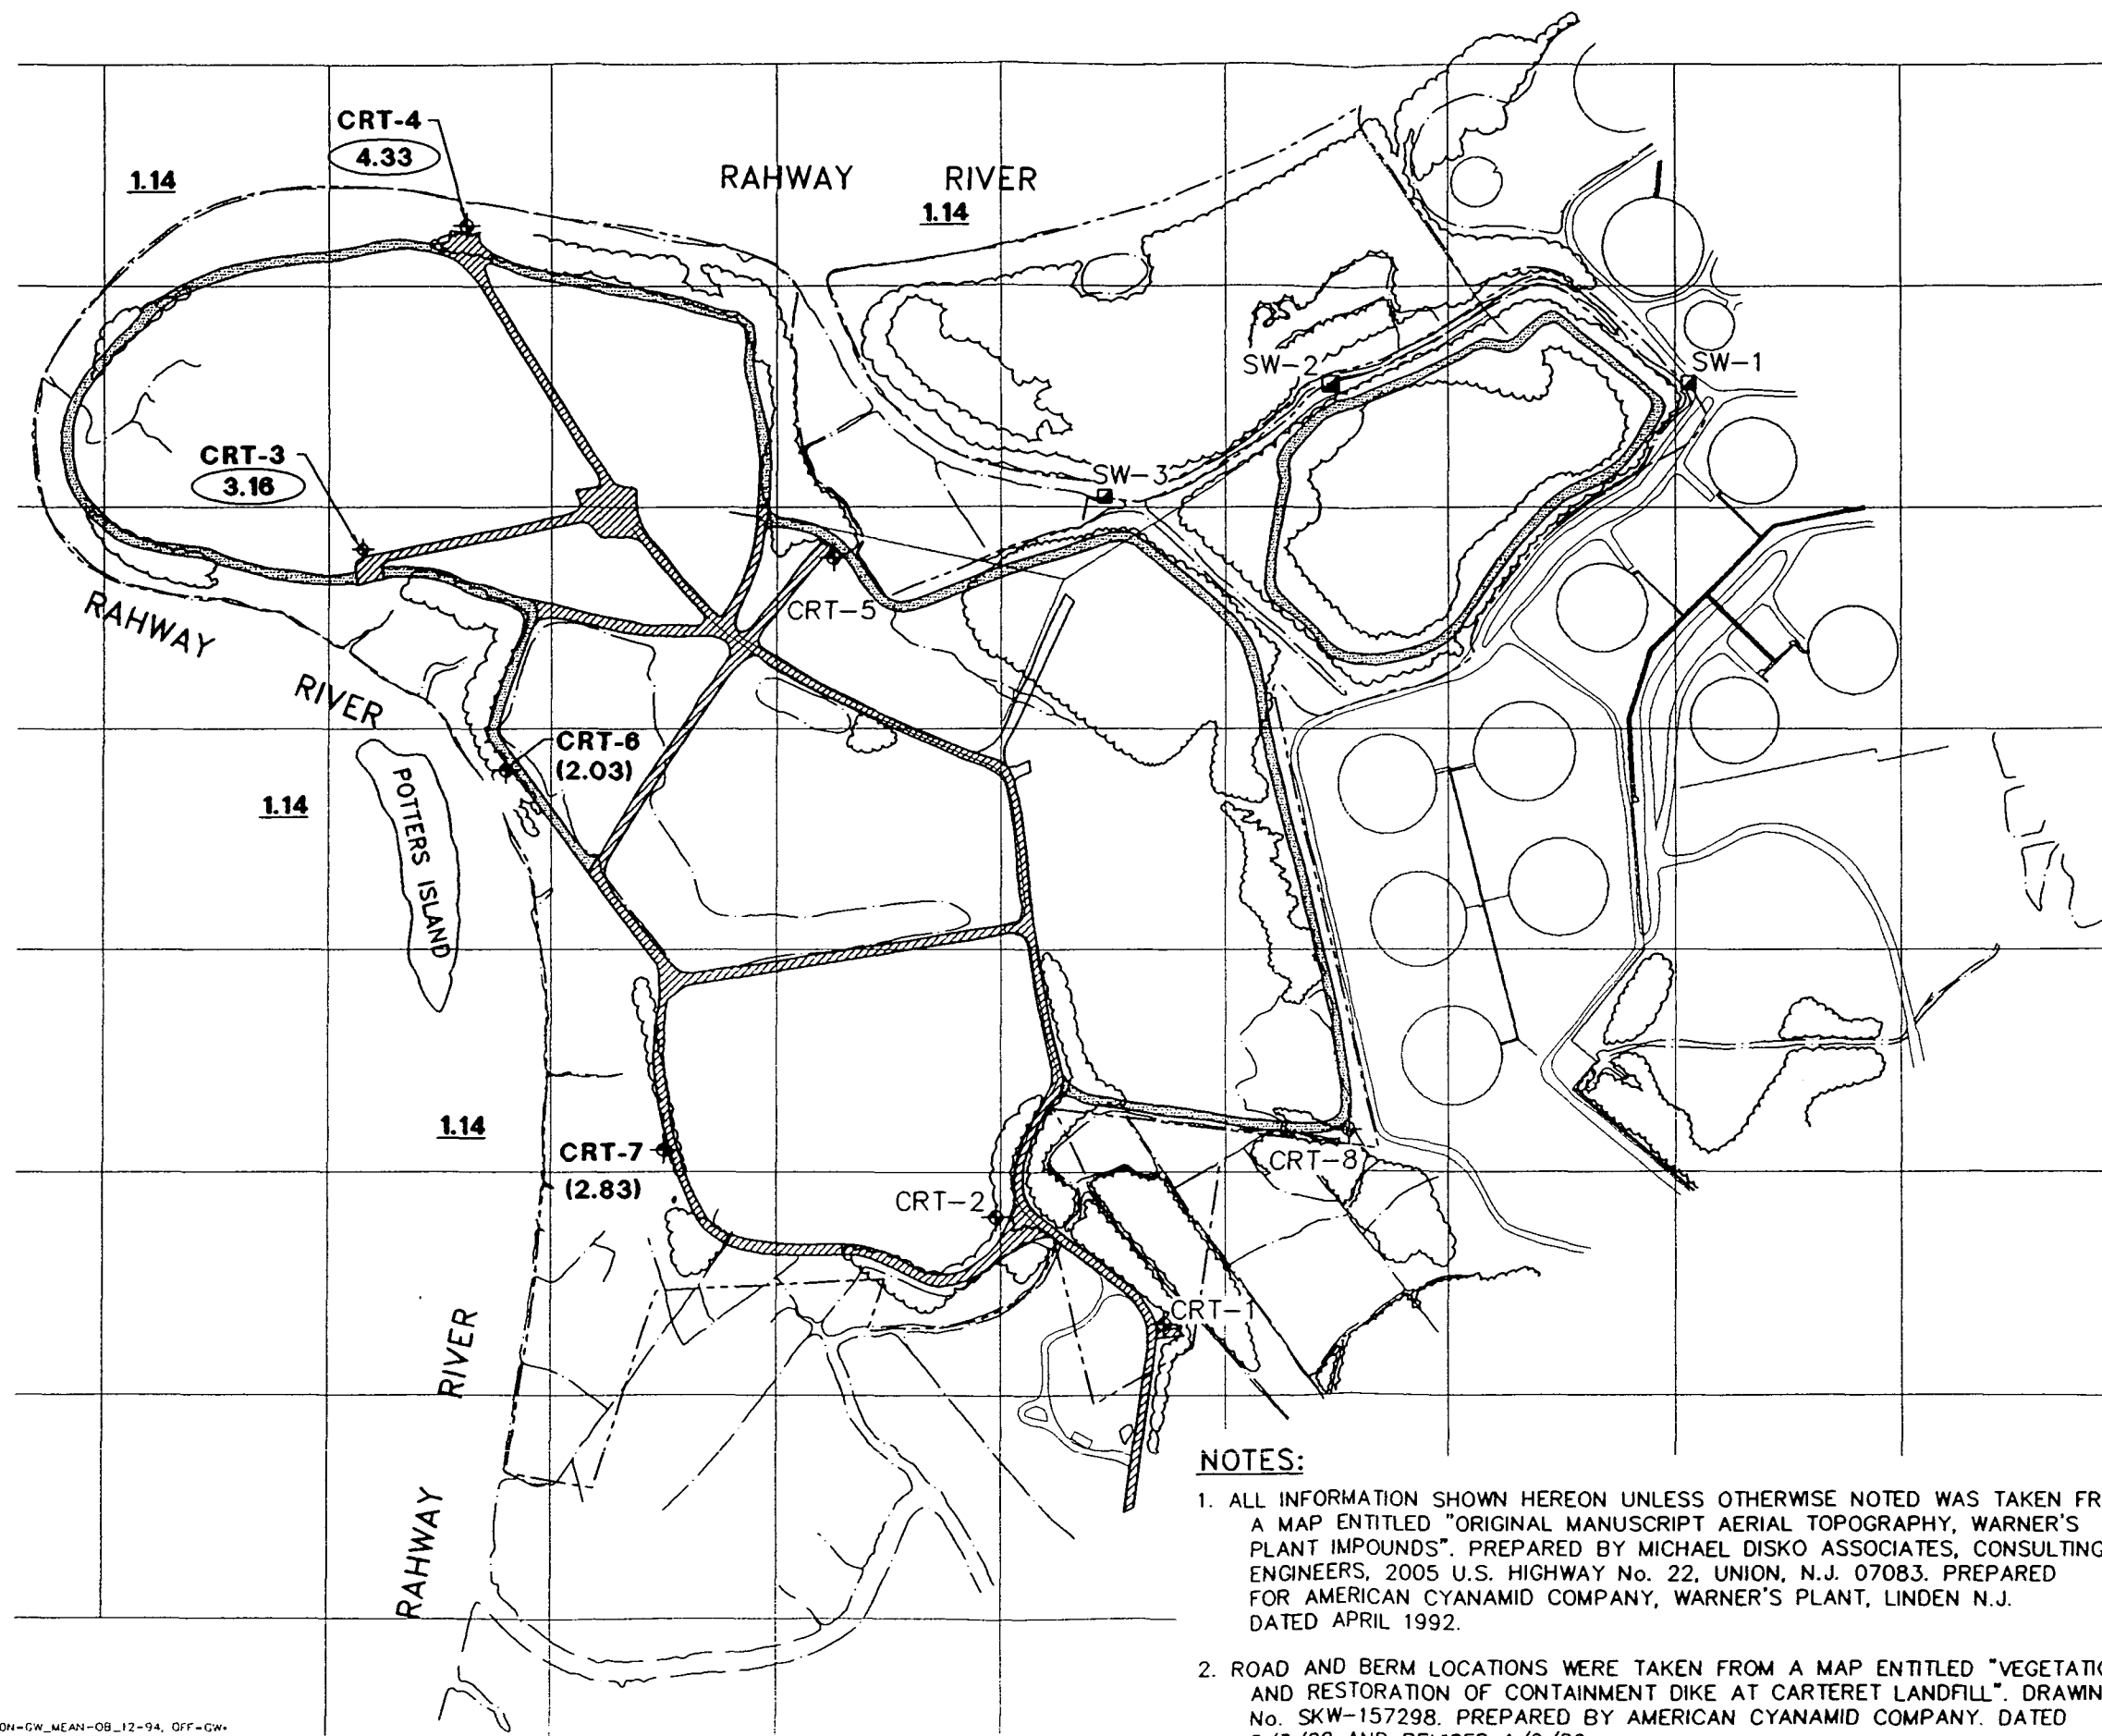 CRT-4
4.33
1.14
RAHWAY RIVER
1.14
SW-2
SW-1
CRT-3
3.16
SW-3
CRT-5
RAHWAY
RIVER
CRT-6
(2.03)
POTTERS ISLAND
1.14
1.14
CRT-7
(2.83)
CRT-8
CRT-2
CRT-1
RAHWAY RIVER
NOTES:
1. ALL INFORMATION SHOWN HEREON UNLESS OTHERWISE NOTED WAS TAKEN FR
A MAP ENTITLED "ORIGINAL MANUSCRIPT AERIAL TOPOGRAPHY, WARNER'S
PLANT IMPOUNDS". PREPARED BY MICHAEL DISKO ASSOCIATES, CONSULTING
ENGINEERS, 2005 U.S. HIGHWAY No. 22, UNION, N.J. 07083. PREPARED
FOR AMERICAN CYANAMID COMPANY, WARNER'S PLANT, LINDEN N.J.
DATED APRIL 1992.
2. ROAD AND BERM LOCATIONS WERE TAKEN FROM A MAP ENTITLED "VEGETATIO
AND RESTORATION OF CONTAINMENT DIKE AT CARTERET LANDFILL". DRAWIN
No. SKW-157298. PREPARED BY AMERICAN CYANAMID COMPANY. DATED
ON-GW_MEAN-OB_12-94, OFF-GW*